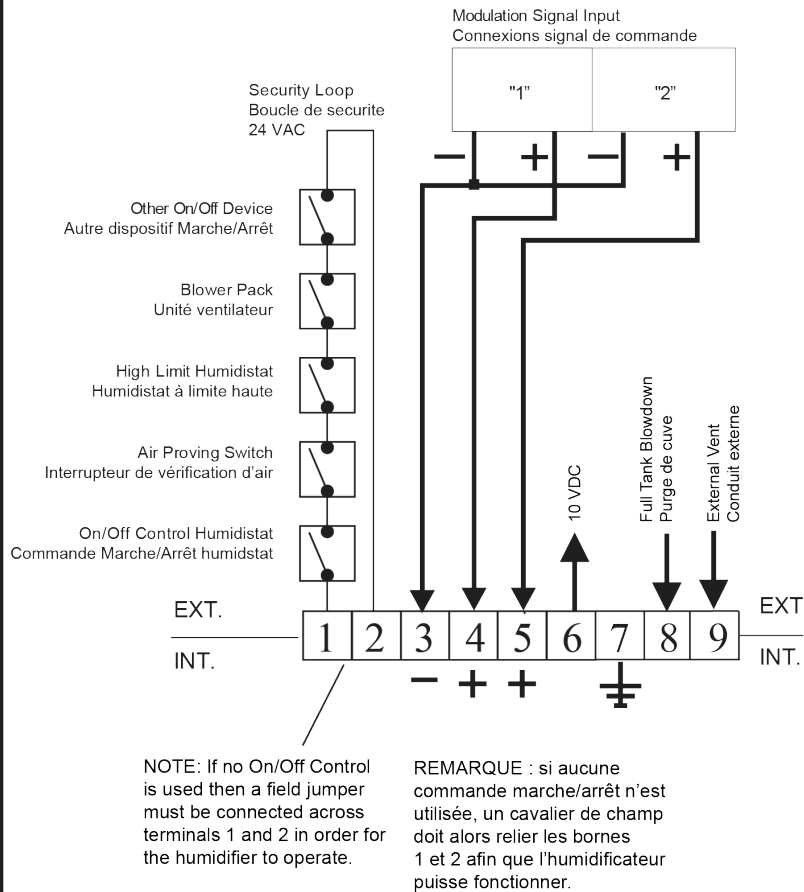 Modulation Signal Input
Connexions signal de commande
"1”
"2”
Security Loop
Boucle de securite
24 VAC
− + − +
Other On/Off Device
Autre dispositif Marche/Arrêt
Blower Pack
Unité ventilateur
High Limit Humidistat
Humidistat à limite haute
Air Proving Switch
Interrupteur de vérification d’air
On/Off Control Humidistat
Commande Marche/Arrêt humidstat
10 VDC
Full Tank Blowdown
Purge de cuve
External Vent
Conduit externe
EXT.
EXT
1 2 3 4 5 6 7 8 9
INT.
INT.
− + +
NOTE: If no On/Off Control
is used then a field jumper
must be connected across
terminals 1 and 2 in order for
the humidifier to operate.
REMARQUE : si aucune
commande marche/arrêt n’est
utilisée, un cavalier de champ
doit alors relier les bornes
1 et 2 afin que l’humidificateur
puisse fonctionner.